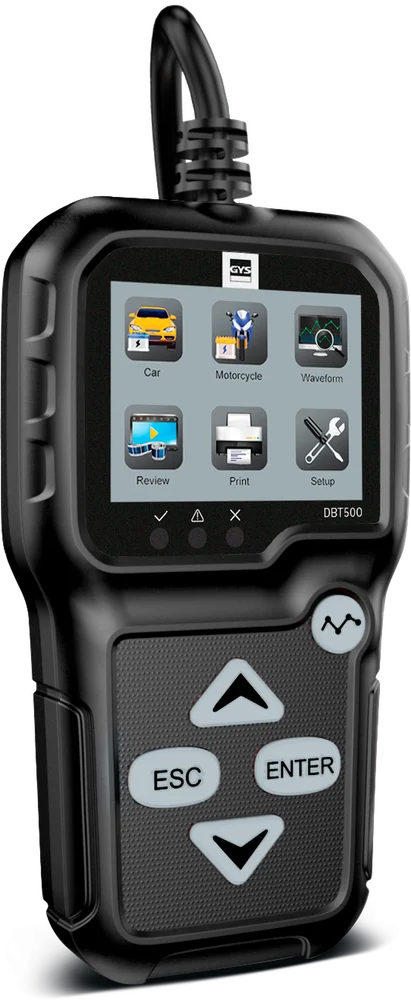 GYS
Car Motorcycle Waveform
Review Print Setup
DBT500
ESC ENTER